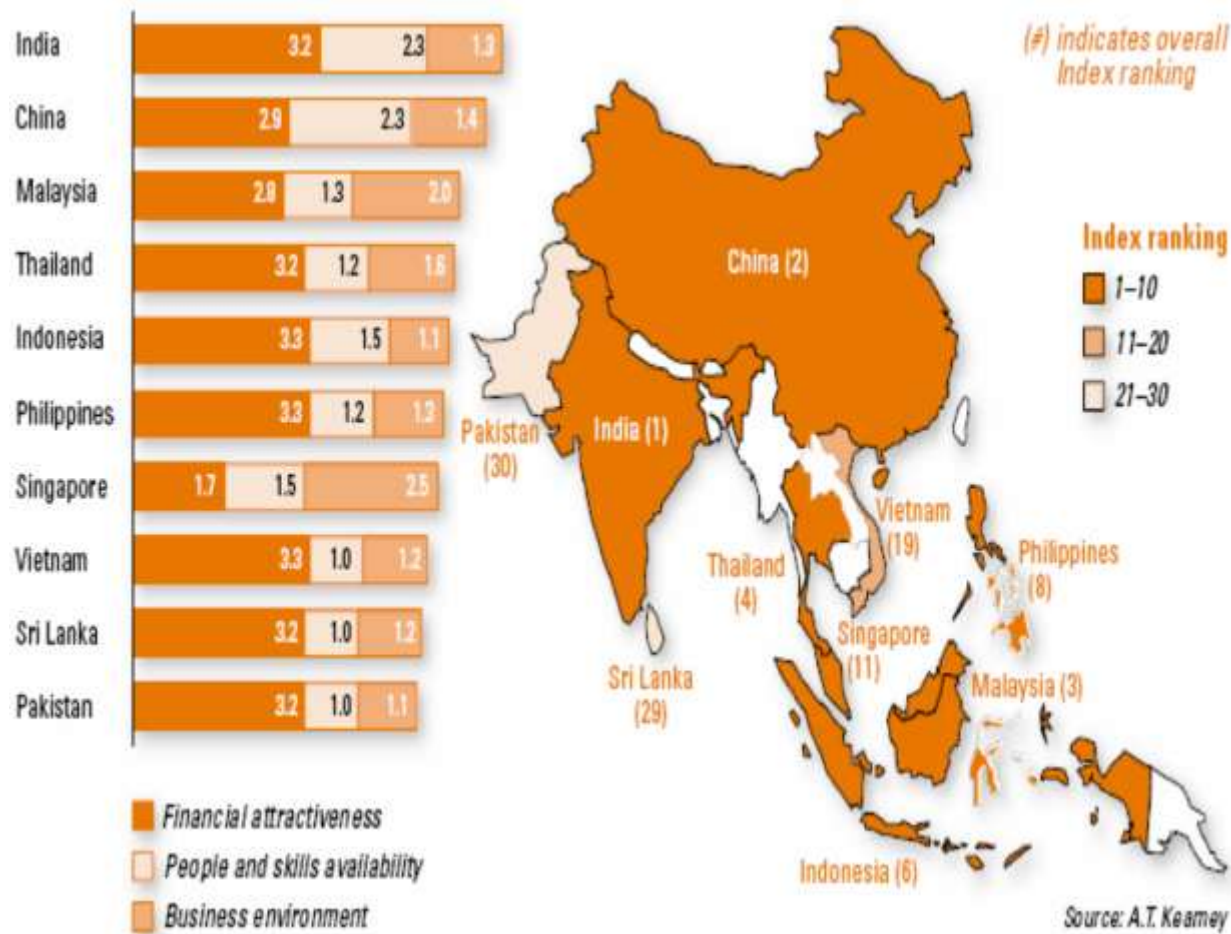 India 3.2 2.3 1.3
China 2.9 2.3 1.4
Malaysia 2.8 1.3 2.0
Thailand 3.2 1.2 1.6
Indonesia 3.3 1.5 1.1
Philippines 3.3 1.2 1.3
Singapore 1.7 1.5 2.5
Vietnam 3.3 1.0 1.2
Sri Lanka 3.2 1.0 1.2
Pakistan 3.2 1.0 1.1
Financial attractiveness
People and skills availability
Business environment
(#) indicates overall
Index ranking
Index ranking
1–10
11–20
21–30
China (2)
India (1)
Pakistan
(30)
Vietnam
(19)
Philippines
(8)
Thailand
(4)
Singapore
(11)
Sri Lanka
(29)
Malaysia (3)
Indonesia (6)
Source: A.T. Kearney